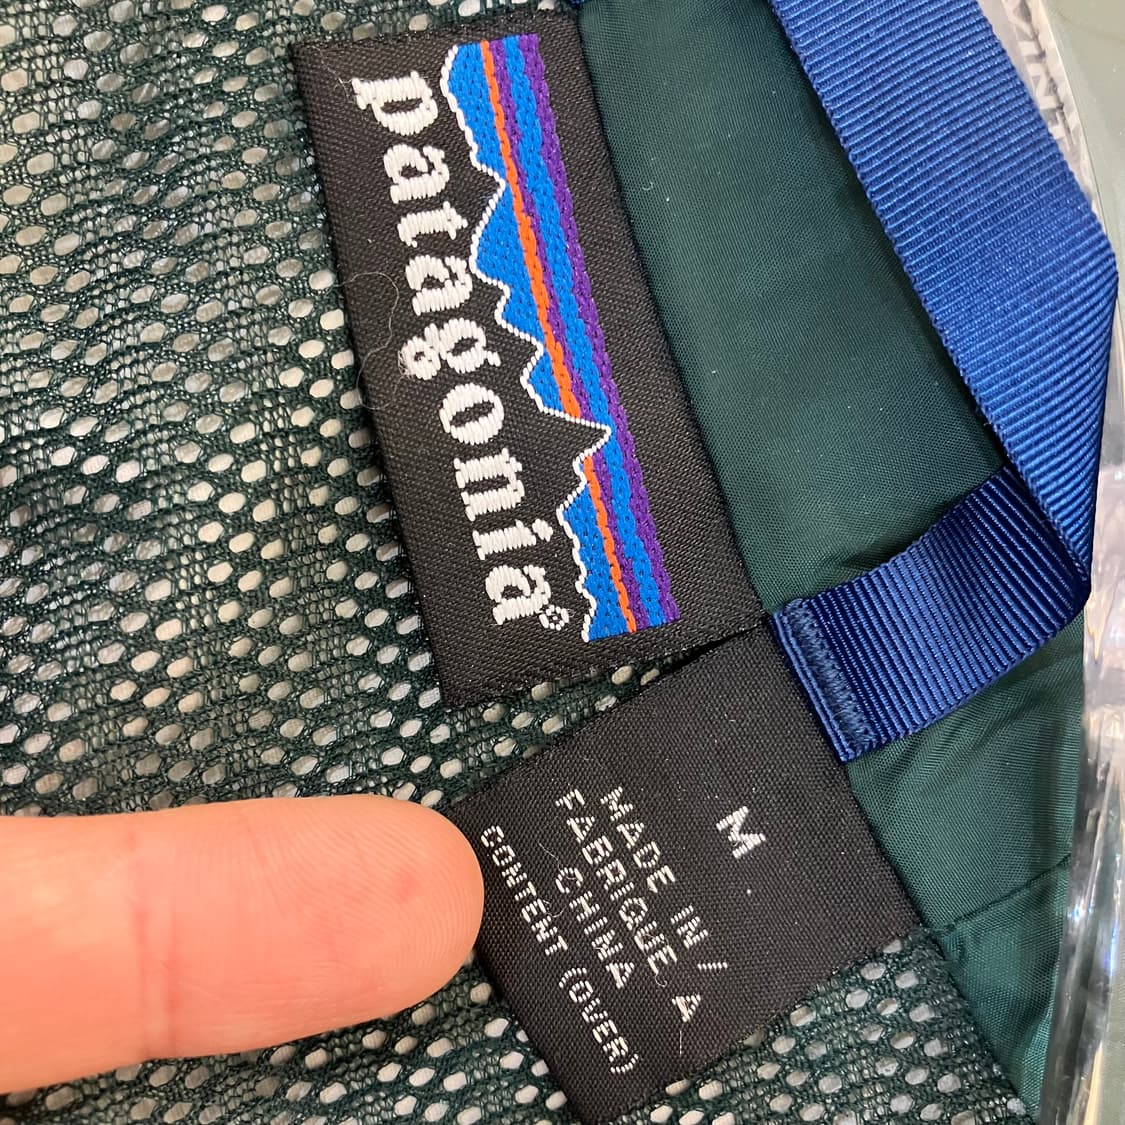 patagonia®
M
MADE IN /
FABRIQUE A
CHINA
CONTENT (OVER)